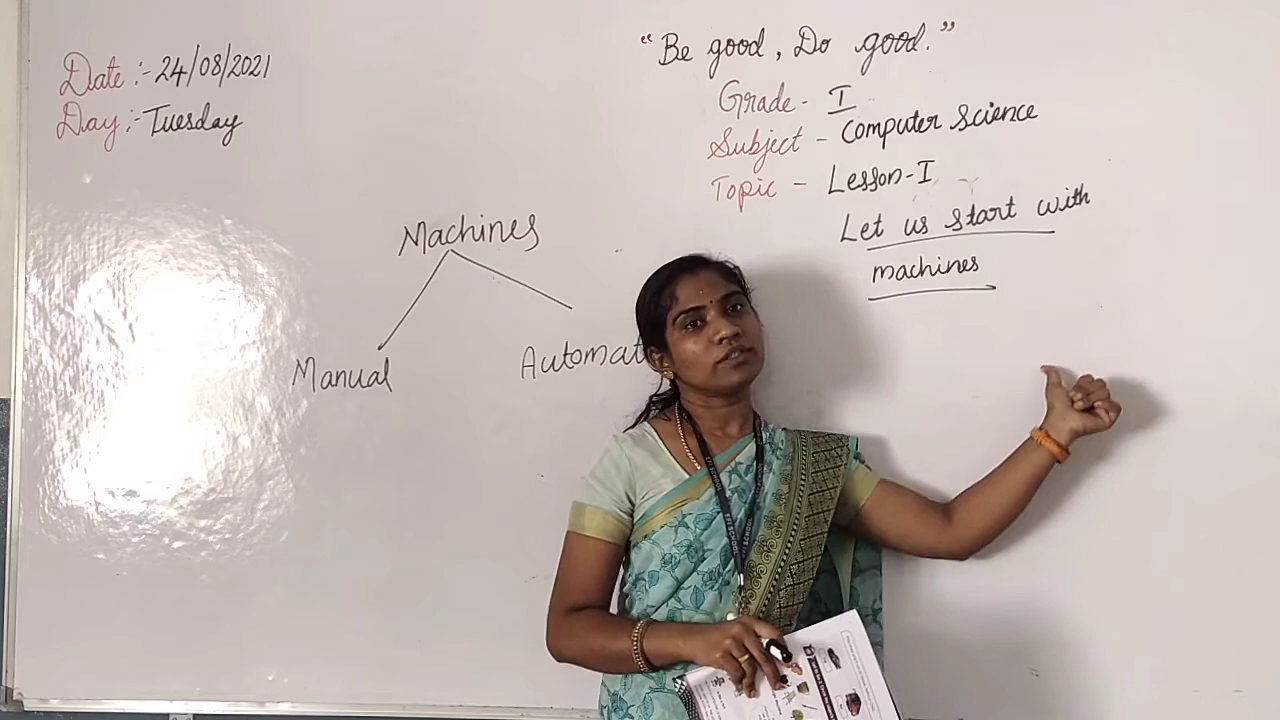 Date :- 24/08/2021
Day :- Tuesday
"Be good, Do good."
Grade - I
Subject - Computer Science
Topic - Lesson-I
Let us start with
machines
Machines
Manual
Automat